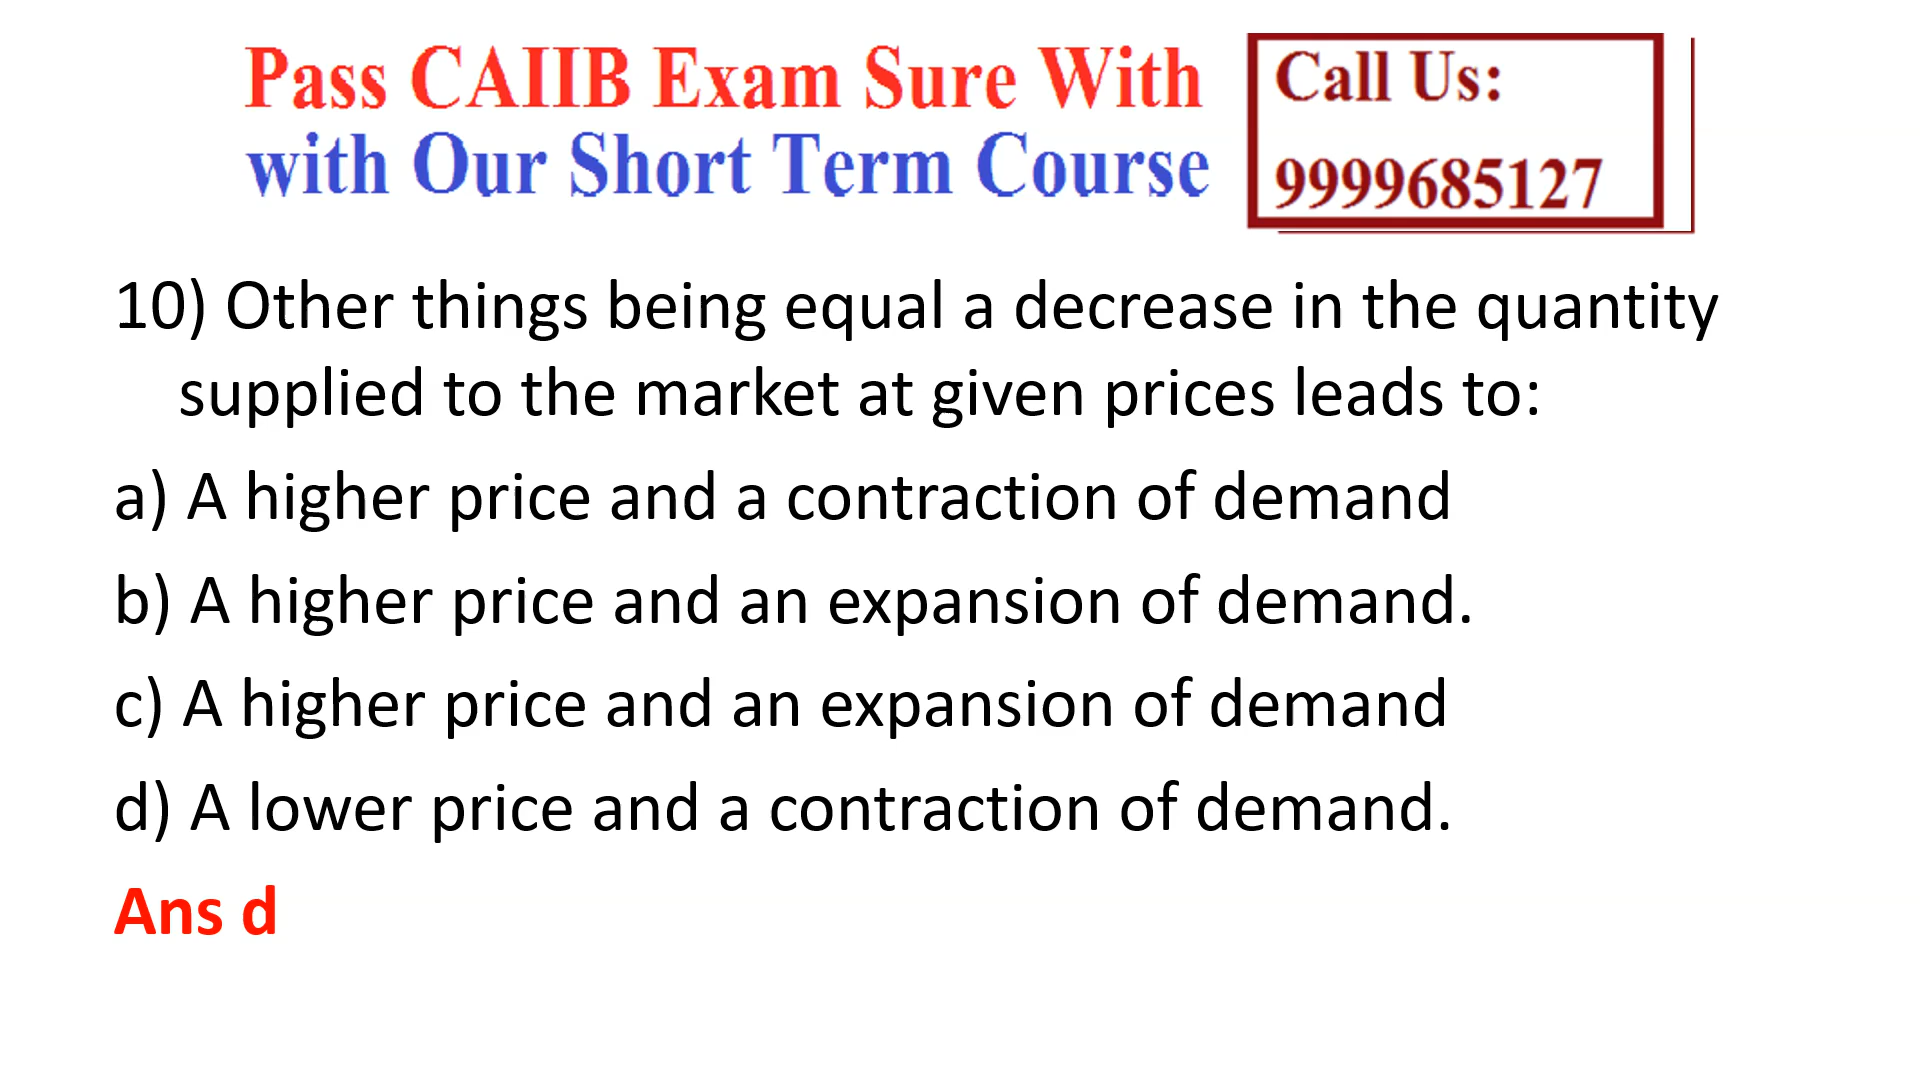 Pass CAIIB Exam Sure With
with Our Short Term Course
Call Us:
9999685127
10) Other things being equal a decrease in the quantity
supplied to the market at given prices leads to:
a) A higher price and a contraction of demand
b) A higher price and an expansion of demand.
c) A higher price and an expansion of demand
d) A lower price and a contraction of demand.
Ans d